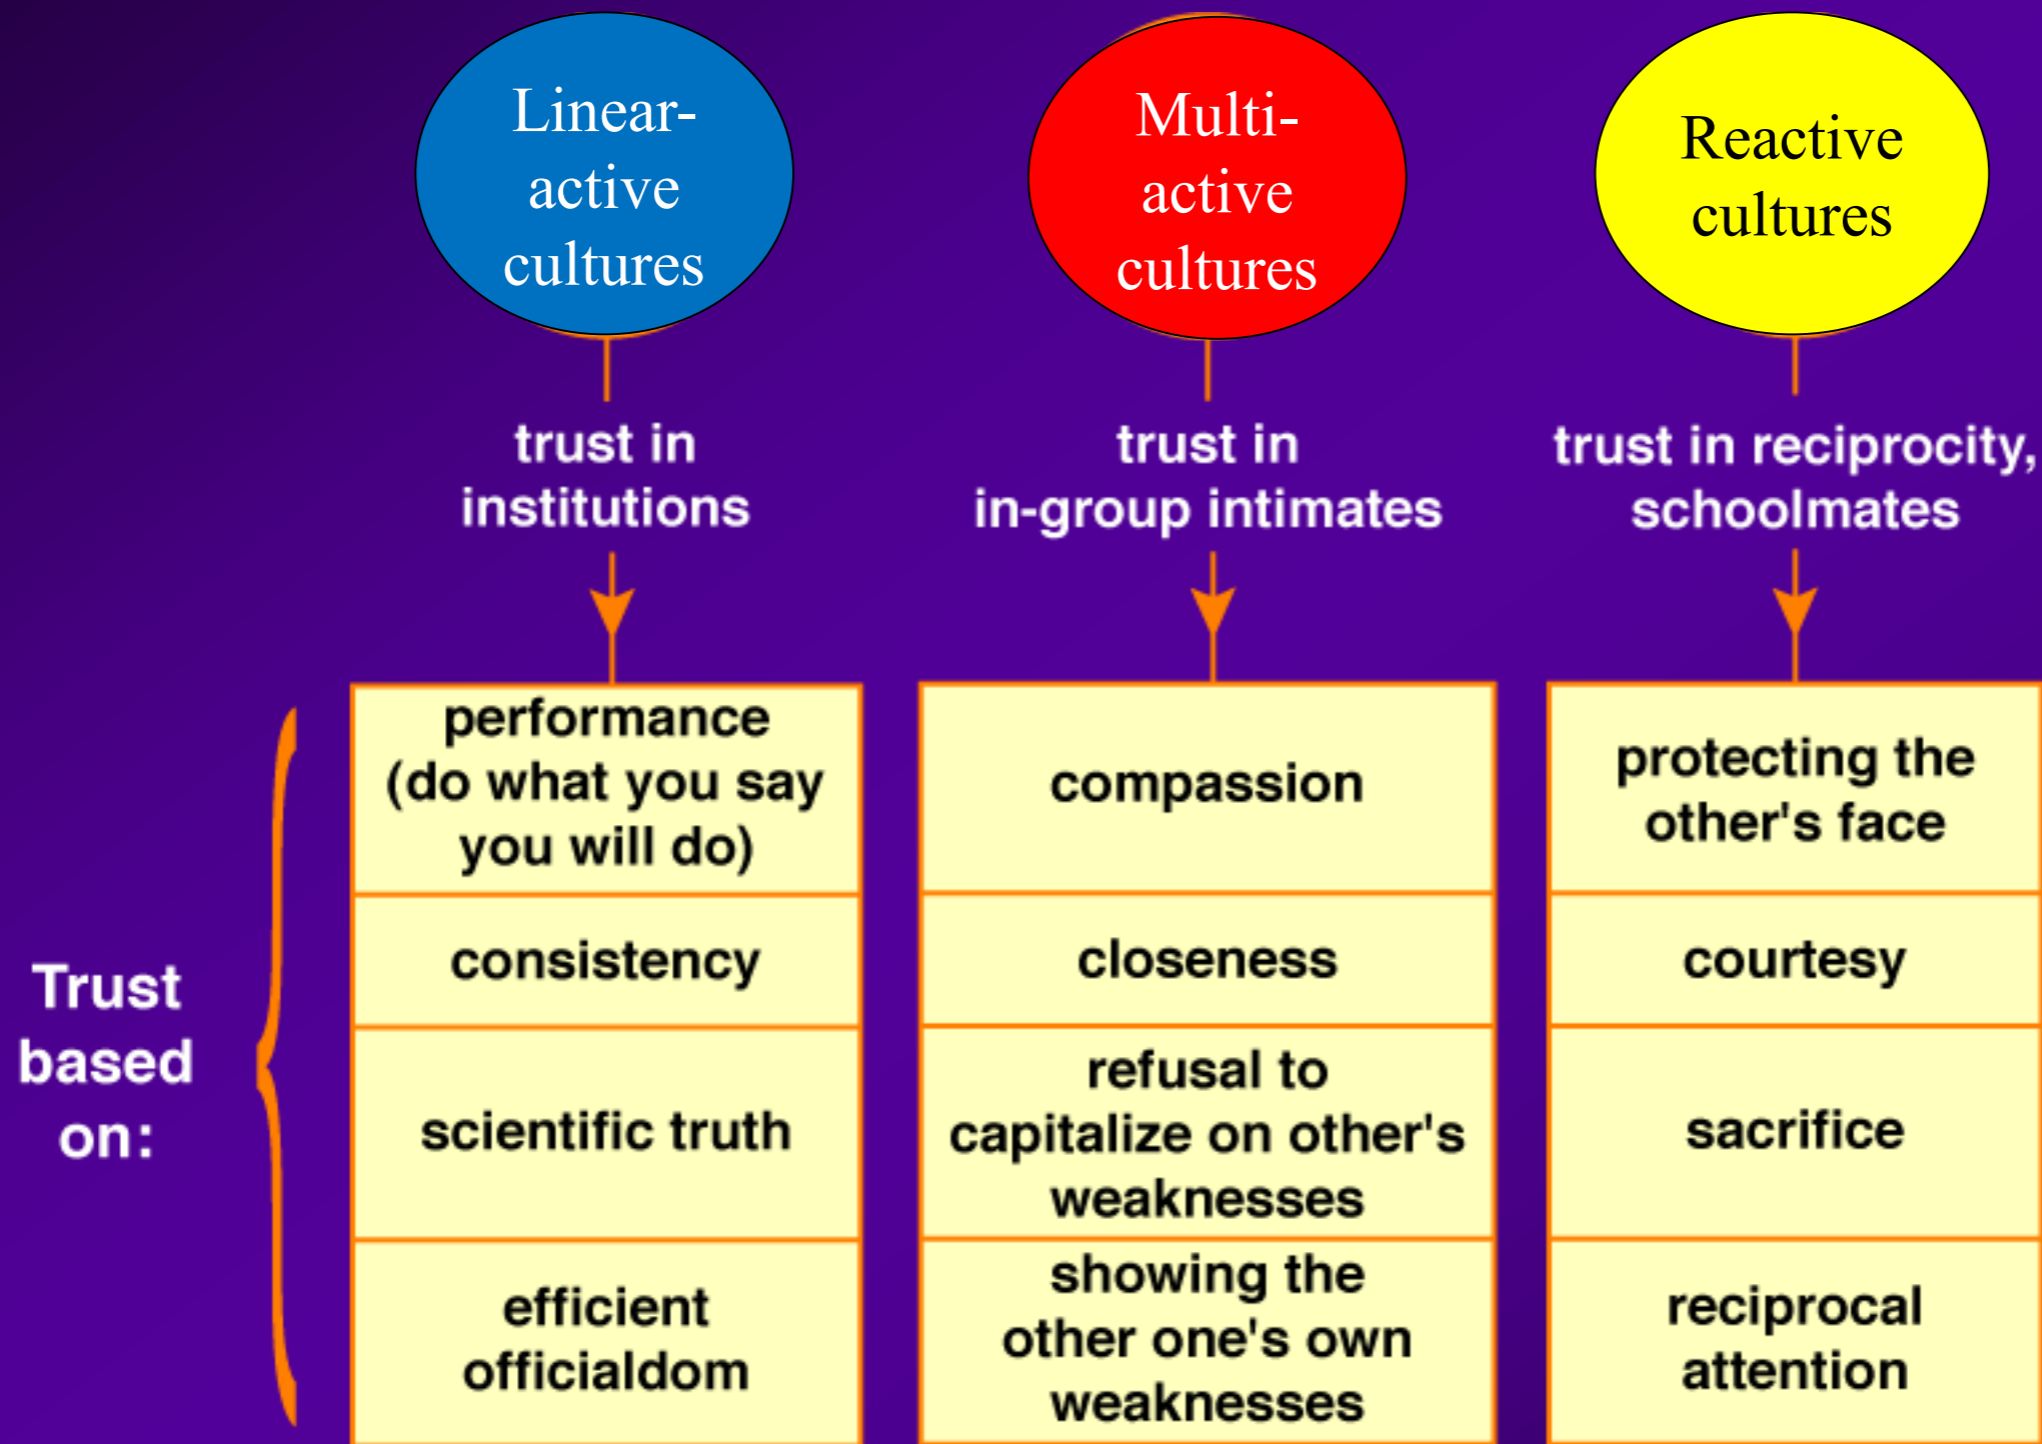 Linear-
active
cultures
Multi-
active
cultures
Reactive
cultures
trust in
institutions
trust in
in-group intimates
trust in reciprocity,
schoolmates
Trust
based
on:
performance
(do what you say
you will do)
consistency
scientific truth
efficient
officialdom
compassion
closeness
refusal to
capitalize on other's
weaknesses
showing the
other one's own
weaknesses
protecting the
other's face
courtesy
sacrifice
reciprocal
attention